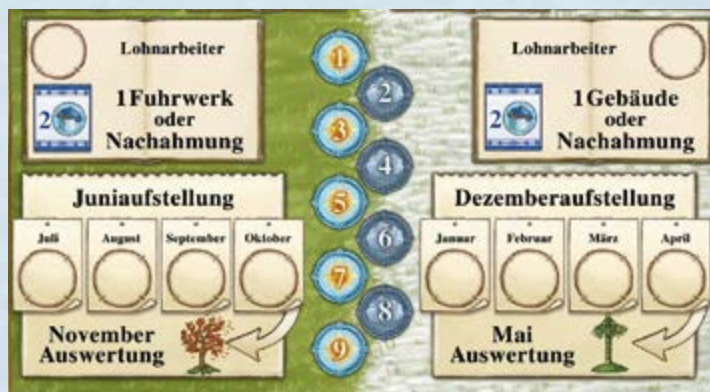 Lohnarbeiter
2
1 Fuhrwerk
oder
Nachahmung
Juniaufstellung
Juli
August
September
Oktober
November
Auswertung
1
2
3
4
5
6
7
8
9
Lohnarbeiter
2
1 Gebäude
oder
Nachahmung
Dezemberaufstellung
Januar
Februar
März
April
Mai
Auswertung